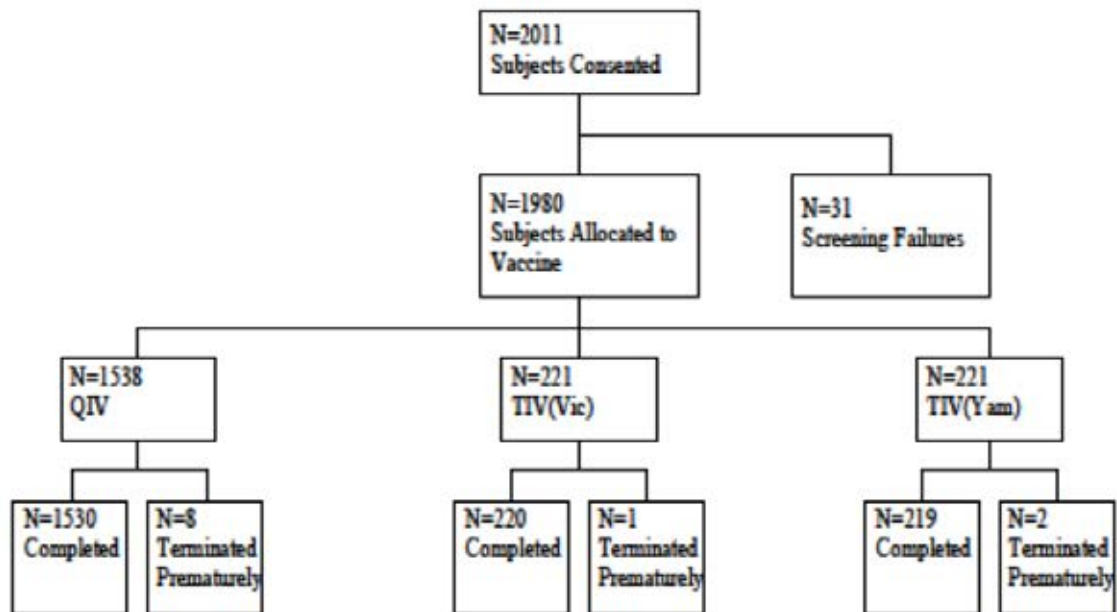 N=2011
Subjects Consented
N=1980
Subjects Allocated to
Vaccine
N=31
Screening Failures
N=1538
QIV
N=221
TIV(Vic)
N=221
TIV(Yam)
N=1530
Completed
N=8
Terminated
Prematurely
N=220
Completed
N=1
Terminated
Prematurely
N=219
Completed
N=2
Terminated
Prematurely